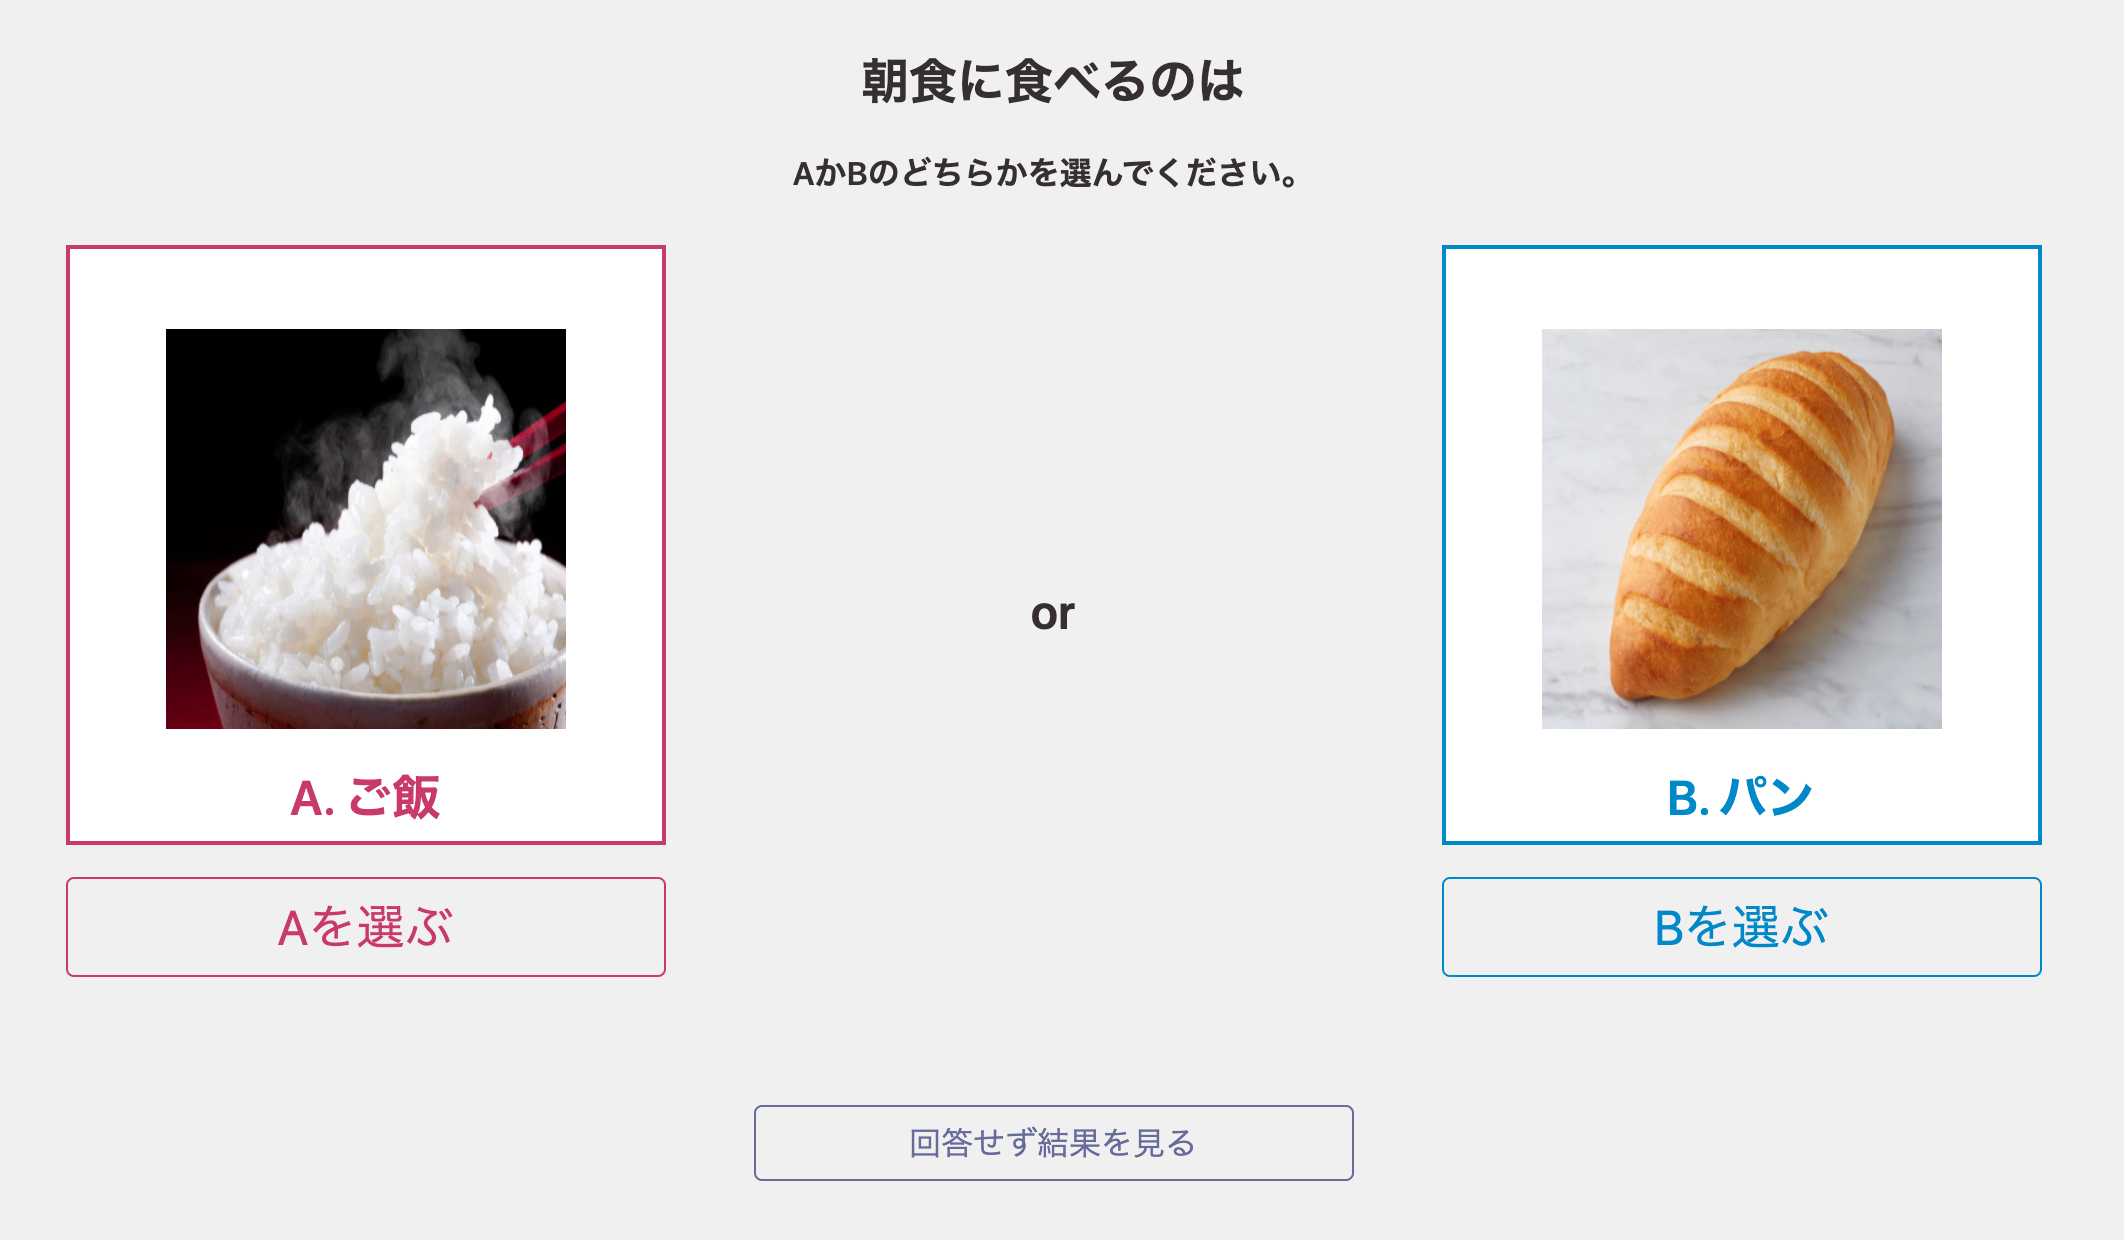 朝食に食べるのは
AかBのどちらかを選んでください。
A. ご飯
or
B. パン
Aを選ぶ
Bを選ぶ
回答せず結果を見る